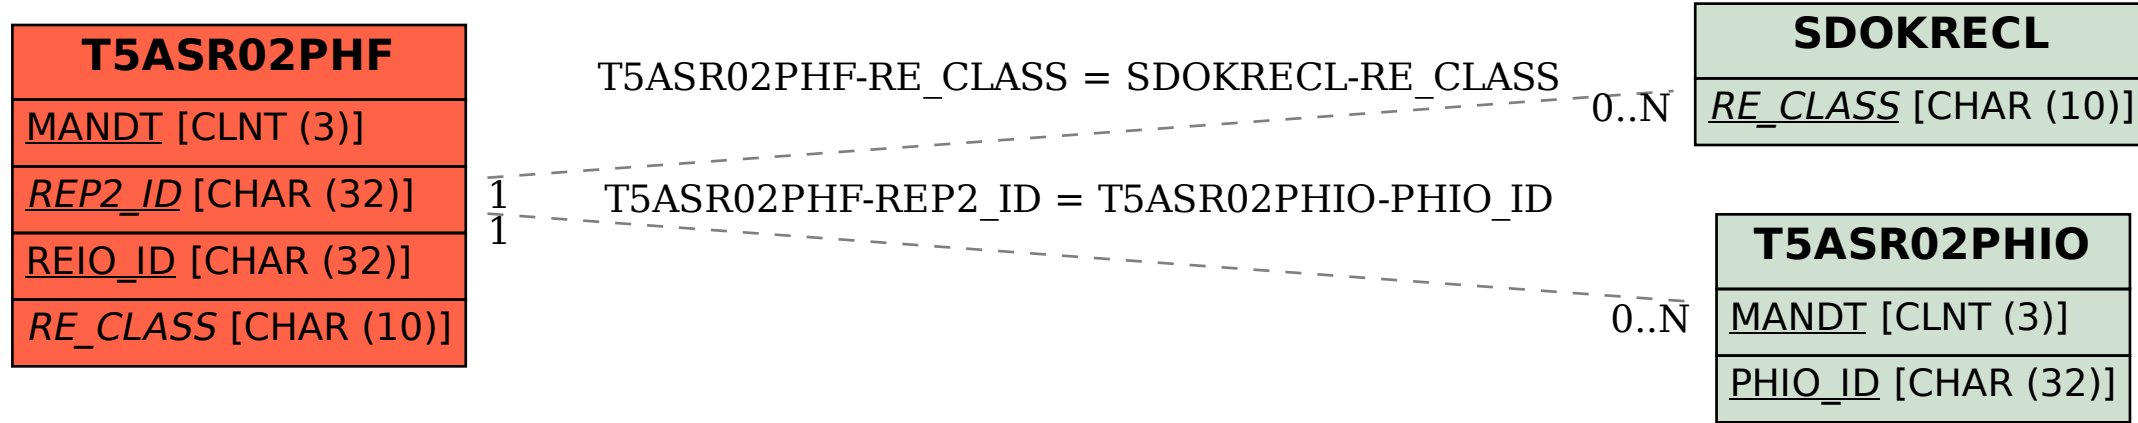 T5ASR02PHF
MANDT [CLNT (3)]
REP2_ID [CHAR (32)]
REIO_ID [CHAR (32)]
RE_CLASS [CHAR (10)]
T5ASR02PHF-RE_CLASS = SDOKRECL-RE_CLASS
0..N
1
T5ASR02PHF-REP2_ID = T5ASR02PHIO-PHIO_ID
1
0..N
SDOKRECL
RE_CLASS [CHAR (10)]
T5ASR02PHIO
MANDT [CLNT (3)]
PHIO_ID [CHAR (32)]